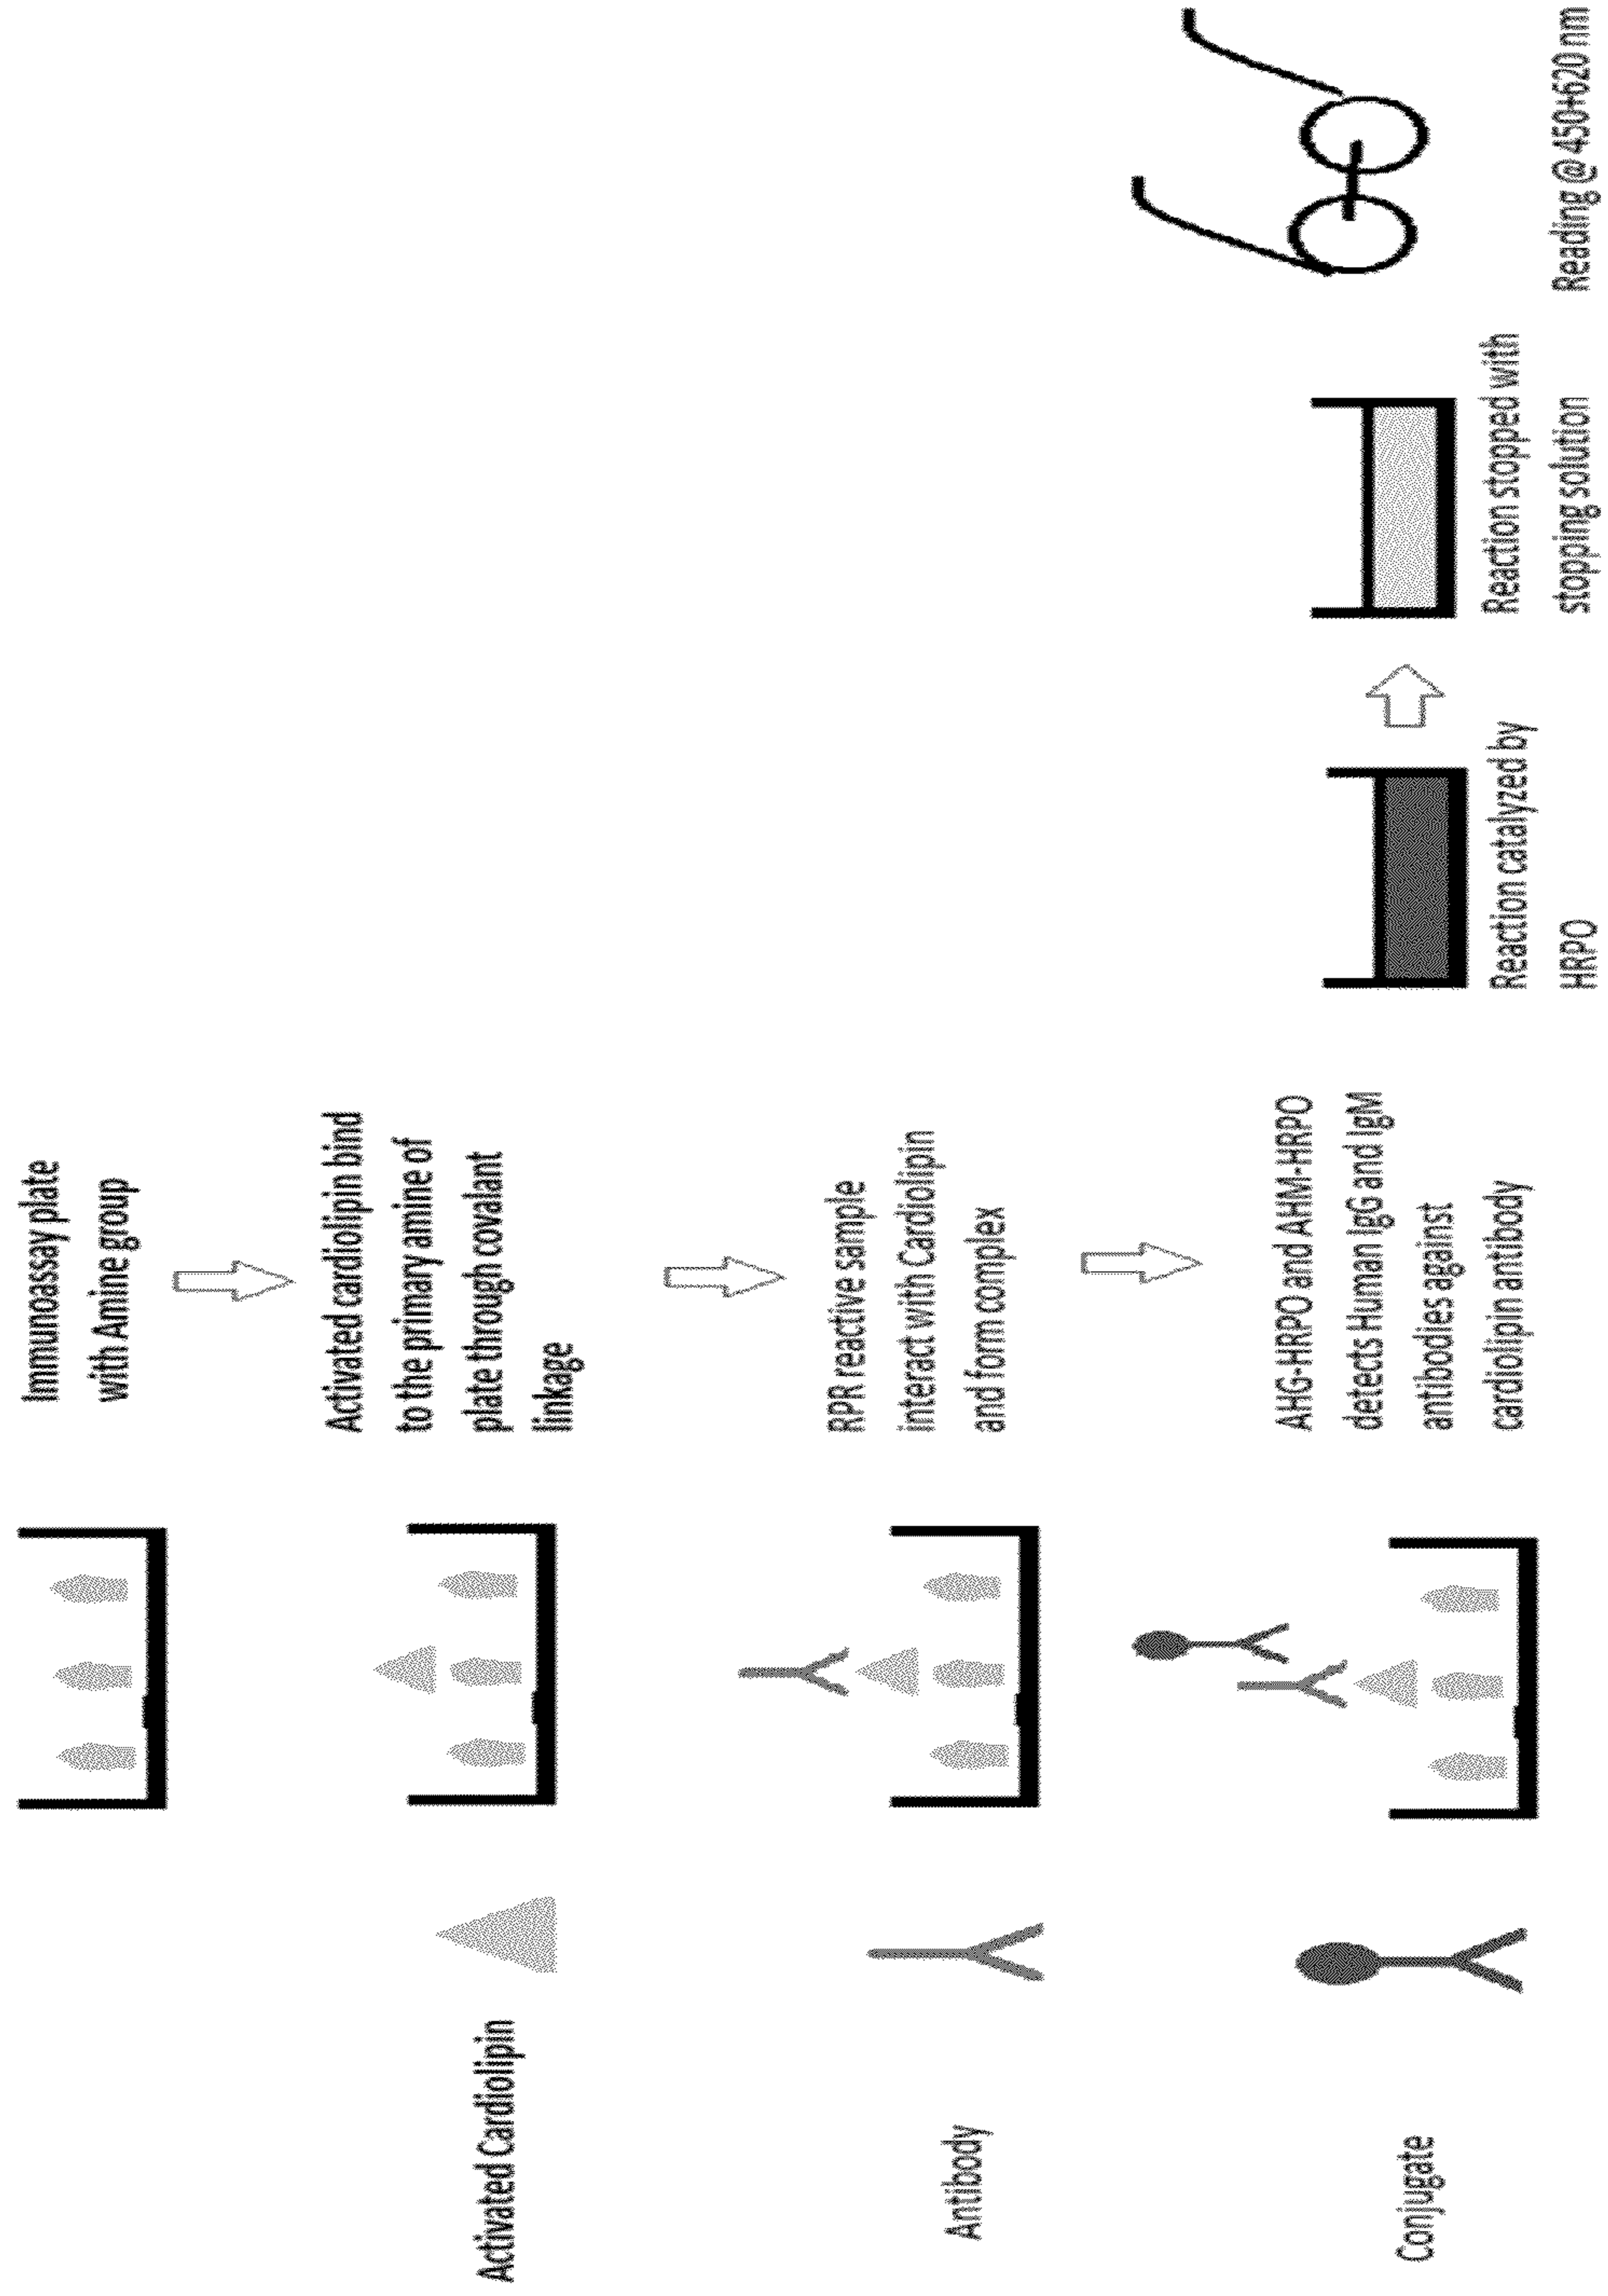 Immunoassay plate
with Amine group
Activated Cardiolipin
Activated cardiolipin bind
to the primary amine of
plate through covalant
linkage
Antibody
RPR reactive sample
interact with Cardiolipin
and form complex
Conjugate
AHG-HRPO and AHM-HRPO
detects Human IgG and IgM
antibodies against
cardiolipin antibody
Reaction catalyzed by
HRPO
Reaction stopped with
stopping solution
Reading @ 450+620 nm